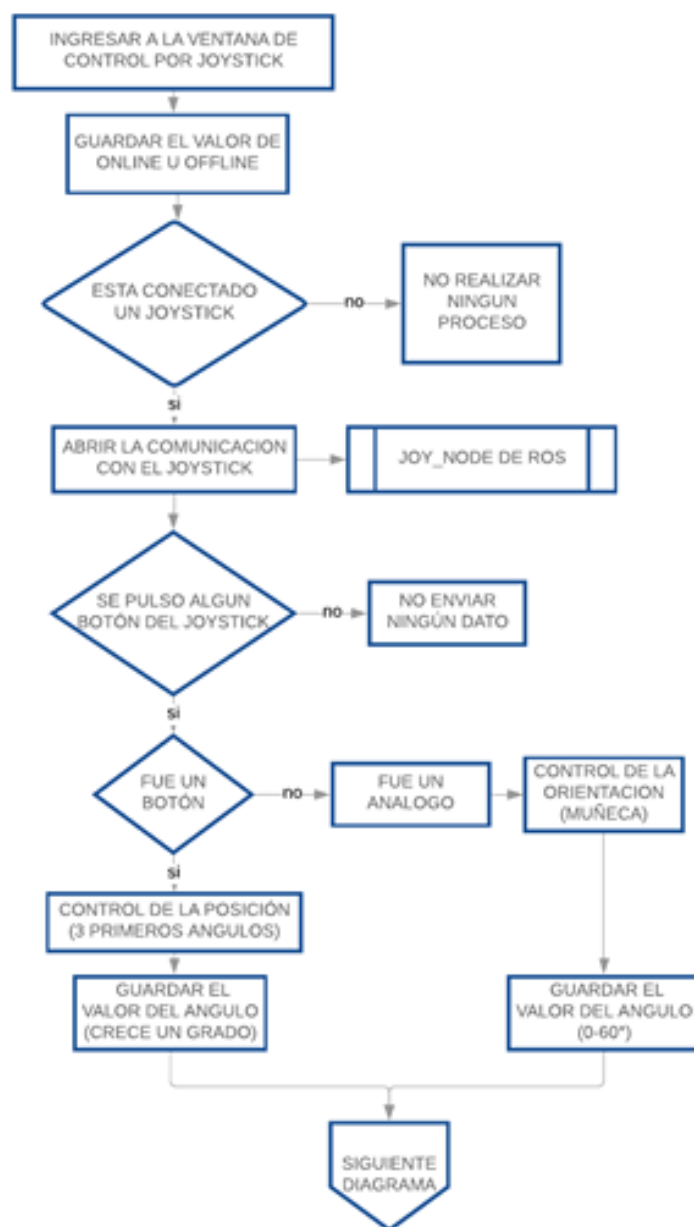 INGRESAR A LA VENTANA DE
CONTROL POR JOYSTICK
GUARDAR EL VALOR DE
ONLINE U OFFLINE
ESTA CONECTADO
UN JOYSTICK
no
NO REALIZAR
NINGUN
PROCESO
si
ABRIR LA COMUNICACION
CON EL JOYSTICK
JOY_NODE DE ROS
SE PULSO ALGUN
BOTÓN DEL JOYSTICK
no
NO ENVIAR
NINGÚN DATO
si
FUE UN
BOTÓN
no
FUE UN
ANALOGO
CONTROL DE LA
ORIENTACION
(MUÑECA)
si
CONTROL DE LA POSICIÓN
(3 PRIMEROS ANGULOS)
GUARDAR EL
VALOR DEL ANGULO
(CRECE UN GRADO)
GUARDAR EL
VALOR DEL ANGULO
(0-60°)
SIGUIENTE
DIAGRAMA